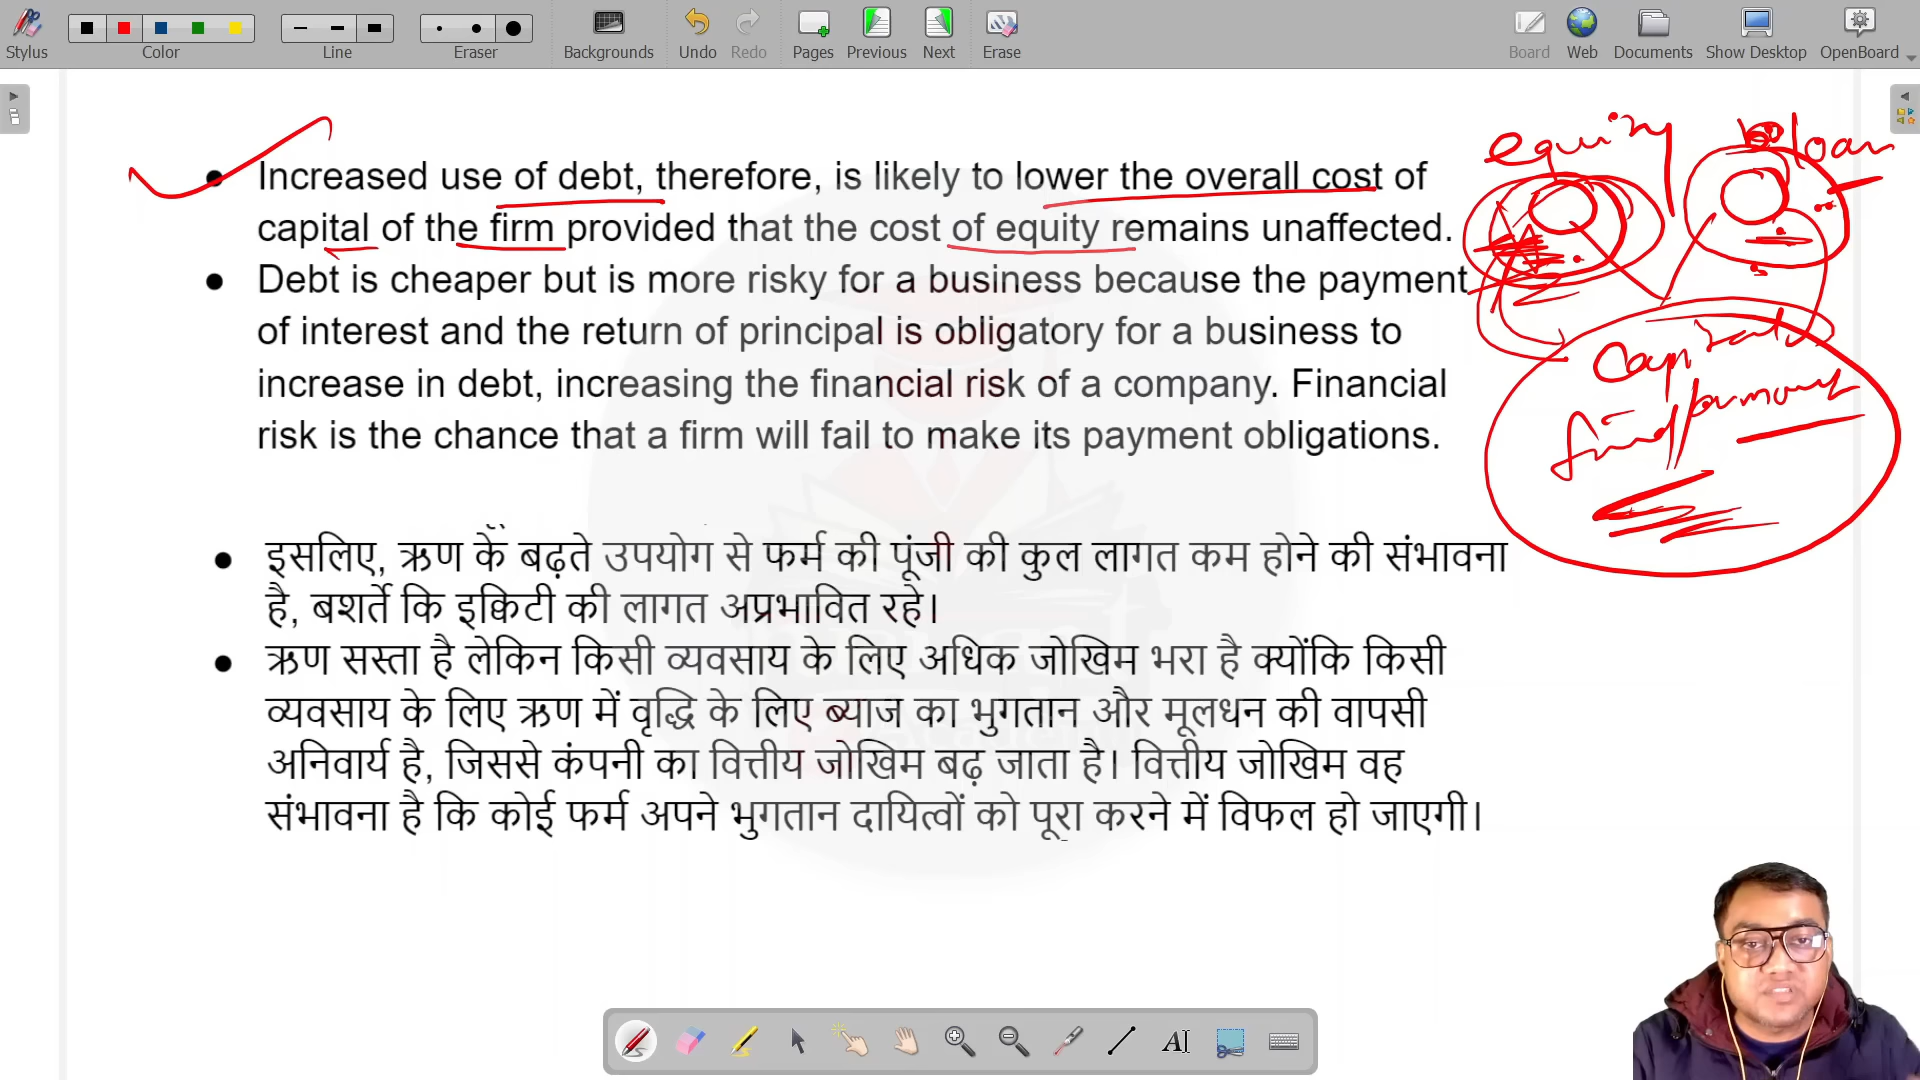 Stylus
Color
Line
Eraser
Backgrounds
Undo
Redo
Pages
Previous
Next
Erase
Board
Web
Documents
Show Desktop
OpenBoard
equity
loan
Increased use of debt, therefore, is likely to lower the overall cost of
capital of the firm provided that the cost of equity remains unaffected.
Debt is cheaper but is more risky for a business because the payment
of interest and the return of principal is obligatory for a business to
increase in debt, increasing the financial risk of a company. Financial
risk is the chance that a firm will fail to make its payment obligations.
Capital
इसलिए, ऋण के बढ़ते उपयोग से फर्म की पूंजी की कुल लागत कम होने की संभावना
है, बशर्ते कि इक्विटी की लागत अप्रभावित रहे।
ऋण सस्ता है लेकिन किसी व्यवसाय के लिए अधिक जोखिम भरा है क्योंकि किसी
व्यवसाय के लिए ऋण में वृद्धि के लिए ब्याज का भुगतान और मूलधन की वापसी
अनिवार्य है, जिससे कंपनी का वित्तीय जोखिम बढ़ जाता है। वित्तीय जोखिम वह
संभावना है कि कोई फर्म अपने भुगतान दायित्वों को पूरा करने में विफल हो जाएगी।
Academy